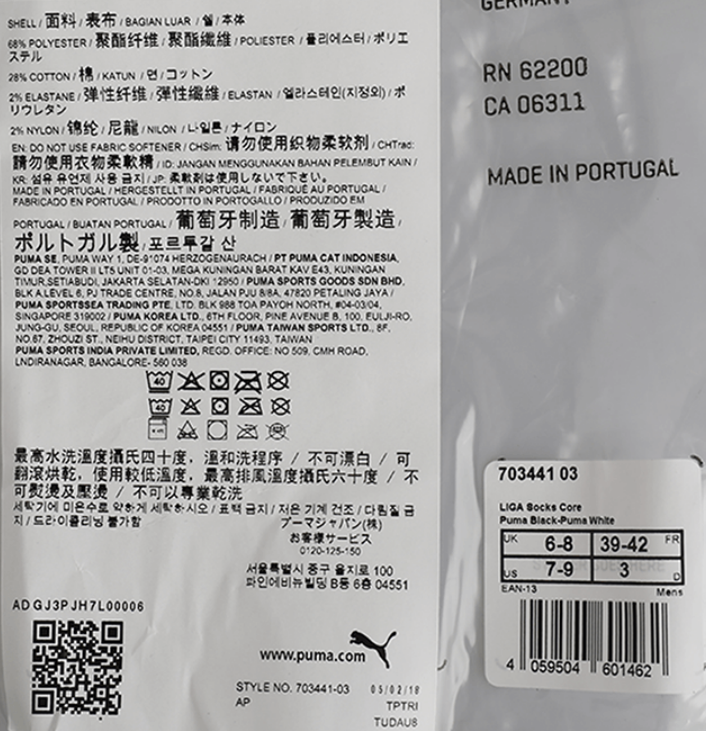 SHELL / 面料 / 表布 / BAGIAN LUAR / 쉘 / 本体
68% POLYESTER / 聚酯纤维 / 聚酯纖維 / POLIESTER / 폴리에스터 / ポリエ
ステル
28% COTTON / 棉 / KATUN / 면 / コットン
2% ELASTANE / 弹性纤维 / 彈性纖維 / ELASTAN / 엘라스테인(지정외) / ポ
リウレタン
2% NYLON / 锦纶 / 尼龍 / NILON / 나일론 / ナイロン
EN: DO NOT USE FABRIC SOFTENER / CHSim: 请勿使用织物柔软剂 / CHTrad:
請勿使用衣物柔軟精 / ID: JANGAN MENGGUNAKAN BAHAN PELEMBUT KAIN /
KR: 섬유 유연제 사용 금지 / JP: 柔軟剤は使用しないで下さい。
MADE IN PORTUGAL / HERGESTELLT IN PORTUGAL / FABRIQUÉ AU PORTUGAL /
FABRICADO EN PORTUGAL / PRODOTTO IN PORTOGALLO / PRODUZIDO EM
PORTUGAL / BUATAN PORTUGAL / 葡萄牙制造 / 葡萄牙製造 /
ポルトガル製 / 포르투갈 산
PUMA SE, PUMA WAY 1, DE-91074 HERZOGENAURACH / PT PUMA CAT INDONESIA,
GD DEA TOWER II LT5 UNIT 01-03, MEGA KUNINGAN BARAT KAV E43, KUNINGAN
TIMUR,SETIABUDI, JAKARTA SELATAN-DKI 12950 / PUMA SPORTS GOODS SDN BHD,
BLK A LEVEL 6, PJ TRADE CENTRE, NO.8, JALAN PJU 8/8A, 47820 PETALING JAYA /
PUMA SPORTSSEA TRADING PTE. LTD. BLK 988 TOA PAYOH NORTH, #04-03/04,
SINGAPORE 319002 / PUMA KOREA LTD., 6TH FLOOR, PINE AVENUE B, 100, EULJI-RO,
JUNG-GU, SEOUL, REPUBLIC OF KOREA 04551 / PUMA TAIWAN SPORTS LTD., 8F,
NO.67, ZHOUZI ST., NEIHU DISTRICT, TAIPEI CITY 11493, TAIWAN
PUMA SPORTS INDIA PRIVATE LIMITED, REGD. OFFICE: NO 509, CMH ROAD,
LNDIRANAGAR, BANGALORE- 560 038
40
40
最高水洗溫度攝氏四十度，溫和洗程序 / 不可漂白 / 可
翻滾烘乾，使用較低溫度，最高排風溫度攝氏六十度 / 不
可熨燙及壓燙 / 不可以專業乾洗
세탁기에 미온수로 약하게 세탁하시오 / 표백 금지 / 저온 기계 건조 / 다림질 금
지 / 드라이클리닝 불가함
プーマジャパン(株)
お客様サービス
0120-125-150
서울특별시 중구 을지로 100
파인에비뉴빌딩 B동 6층 04551
ADGJ3PJH7L00006
www.puma.com
STYLE NO. 703441-03 05/02/18
AP TPTRI
TUDAU8
GERMANY
RN 62200
CA 06311
MADE IN PORTUGAL
703441 03
LIGA Socks Core
Puma Black-Puma White
UK 6-8 39-42 FR
US 7-9 3 D
EAN-13 Mens
4 059504 601462